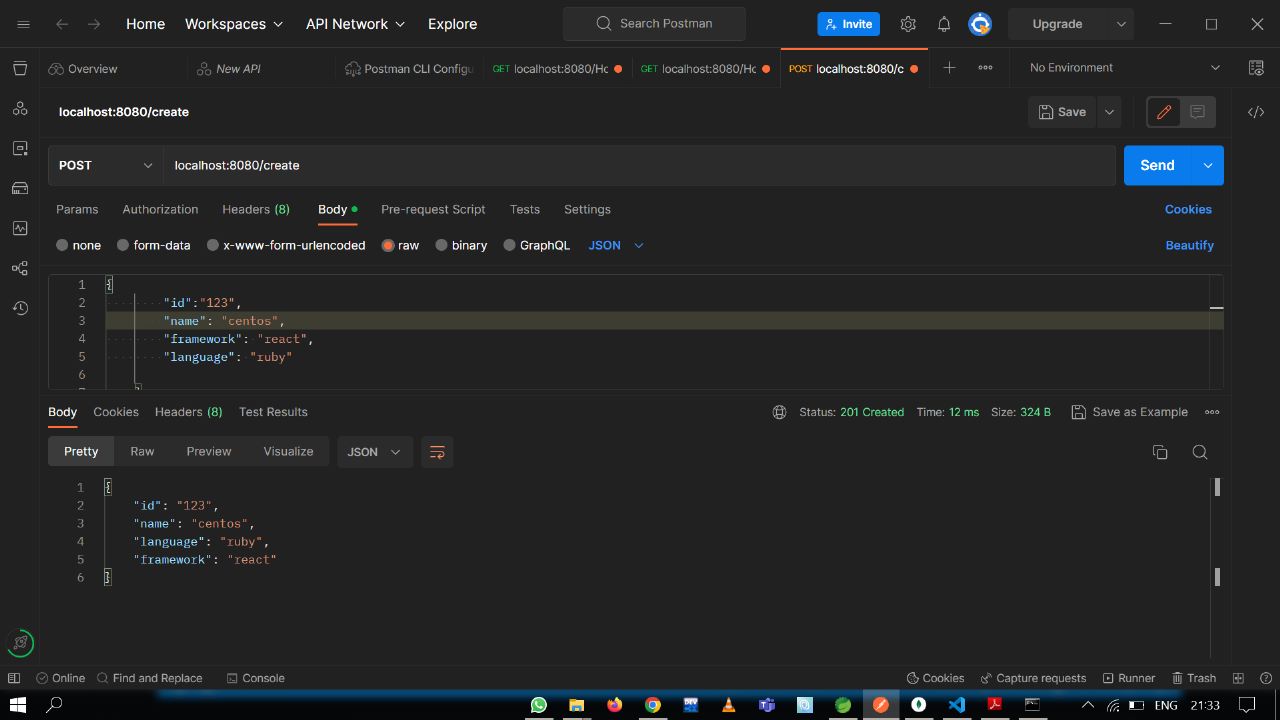 Home Workspaces API Network Explore Search Postman Invite Upgrade
Overview New API Postman CLI Configu GET localhost:8080/Hc GET localhost:8080/Hc POST localhost:8080/c No Environment
localhost:8080/create Save
POST localhost:8080/create Send
Params Authorization Headers (8) Body Pre-request Script Tests Settings Cookies
none form-data x-www-form-urlencoded raw binary GraphQL JSON Beautify
1 {
2 "id":"123",
3 "name": "centos",
4 "framework": "react",
5 "language": "ruby"
6
Body Cookies Headers (8) Test Results Status: 201 Created Time: 12 ms Size: 324 B Save as Example
Pretty Raw Preview Visualize JSON
1 {
2 "id": "123",
3 "name": "centos",
4 "language": "ruby",
5 "framework": "react"
6 }
Online Find and Replace Console Cookies Capture requests Runner Trash
DEV ENG 21:33